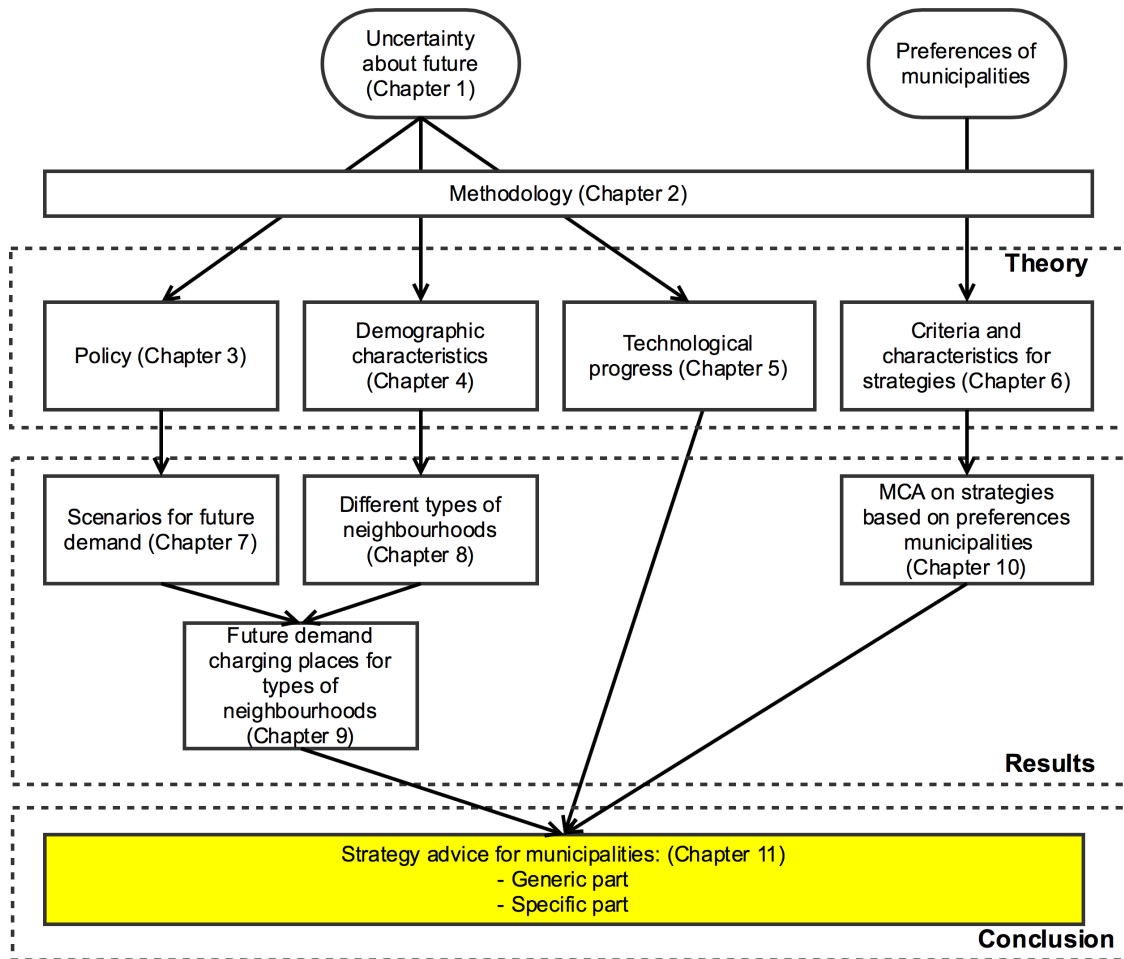 Uncertainty
about future
(Chapter 1)
Preferences of
municipalities
Methodology (Chapter 2)
Theory
Policy (Chapter 3)
Demographic
characteristics
(Chapter 4)
Technological
progress (Chapter 5)
Criteria and
characteristics for
strategies (Chapter 6)
Scenarios for future
demand (Chapter 7)
Different types of
neighbourhoods
(Chapter 8)
MCA on strategies
based on preferences
municipalities
(Chapter 10)
Future demand
charging places for
types of
neighbourhoods
(Chapter 9)
Results
Strategy advice for municipalities: (Chapter 11)
- Generic part
- Specific part
Conclusion